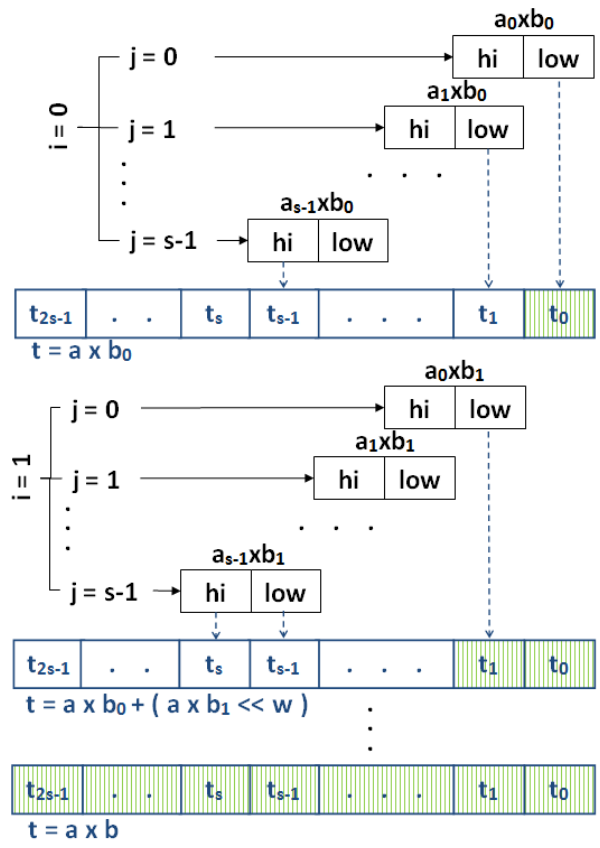 a₀xb₀
j = 0
hi low
a₁xb₀
i = 0
j = 1
hi low
. . .
. . .
aₛ₋₁xb₀
j = s-1
hi low
t₂ₛ₋₁ . . tₛ tₛ₋₁ . . . t₁ t₀
t = a x b₀
a₀xb₁
j = 0
hi low
a₁xb₁
i = 1
j = 1
hi low
. . .
. . .
aₛ₋₁xb₁
j = s-1
hi low
t₂ₛ₋₁ . . tₛ tₛ₋₁ . . . t₁ t₀
t = a x b₀ + ( a x b₁ << w )
. . .
t₂ₛ₋₁ . . tₛ tₛ₋₁ . . . t₁ t₀
t = a x b